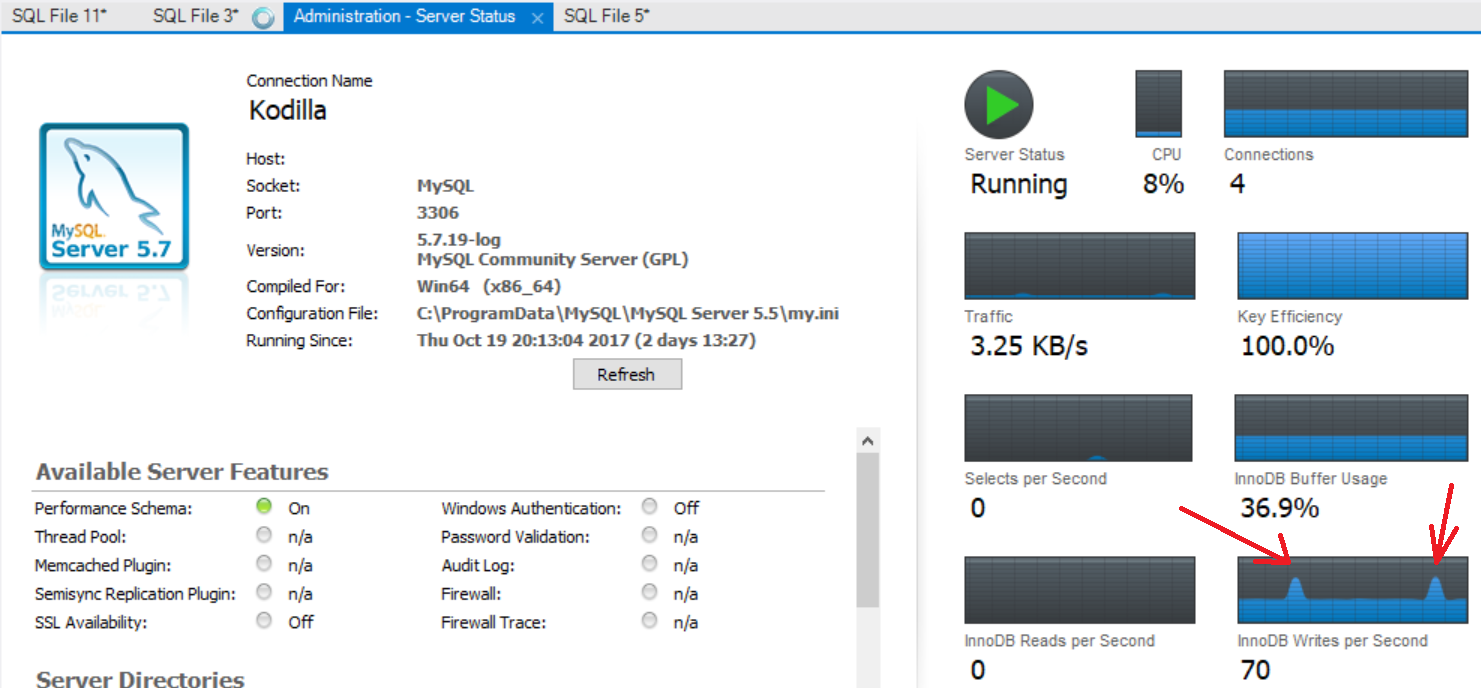 SQL File 11*
SQL File 3*
Administration - Server Status
SQL File 5*
Connection Name
Kodilla
MySQL
Server 5.7
Host:
Socket: MySQL
Port: 3306
Version: 5.7.19-log
MySQL Community Server (GPL)
Compiled For: Win64 (x86_64)
Configuration File: C:\ProgramData\MySQL\MySQL Server 5.5\my.ini
Running Since: Thu Oct 19 20:13:04 2017 (2 days 13:27)
Refresh
Available Server Features
Performance Schema: On Windows Authentication: Off
Thread Pool: n/a Password Validation: n/a
Memcached Plugin: n/a Audit Log: n/a
Semisync Replication Plugin: n/a Firewall: n/a
SSL Availability: Off Firewall Trace: n/a
Server Directories
Server Status CPU Connections
Running 8% 4
Traffic Key Efficiency
3.25 KB/s 100.0%
Selects per Second InnoDB Buffer Usage
0 36.9%
InnoDB Reads per Second InnoDB Writes per Second
0 70